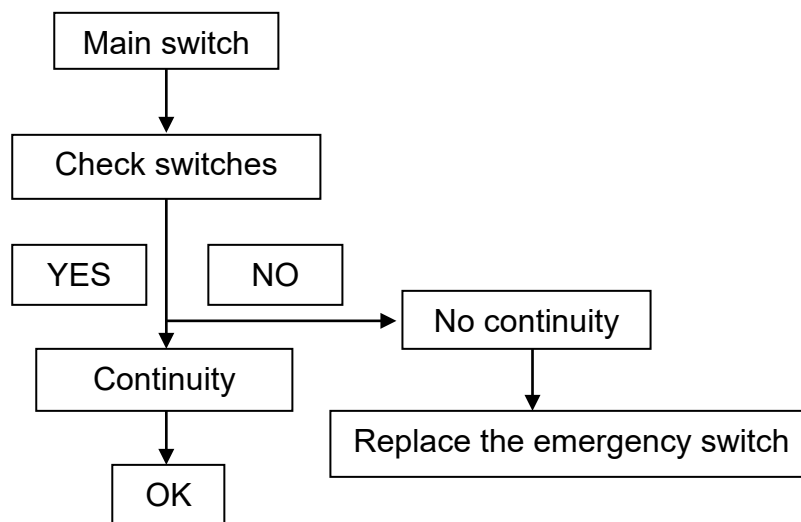 Main switch
Check switches
YES
NO
No continuity
Continuity
Replace the emergency switch
OK